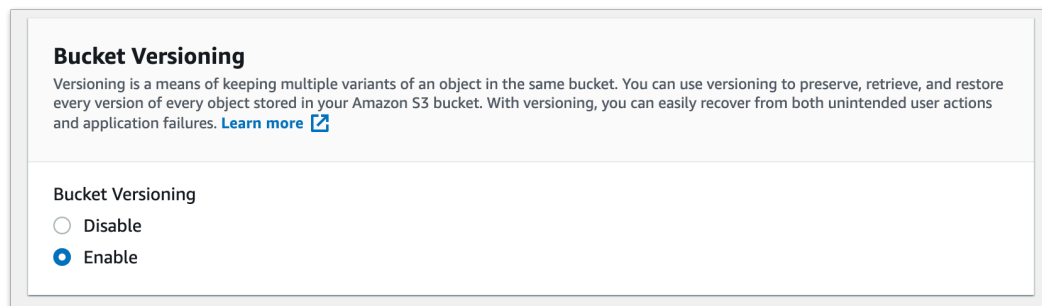 Bucket Versioning
Versioning is a means of keeping multiple variants of an object in the same bucket. You can use versioning to preserve, retrieve, and restore
every version of every object stored in your Amazon S3 bucket. With versioning, you can easily recover from both unintended user actions
and application failures. Learn more
Bucket Versioning
Disable
Enable